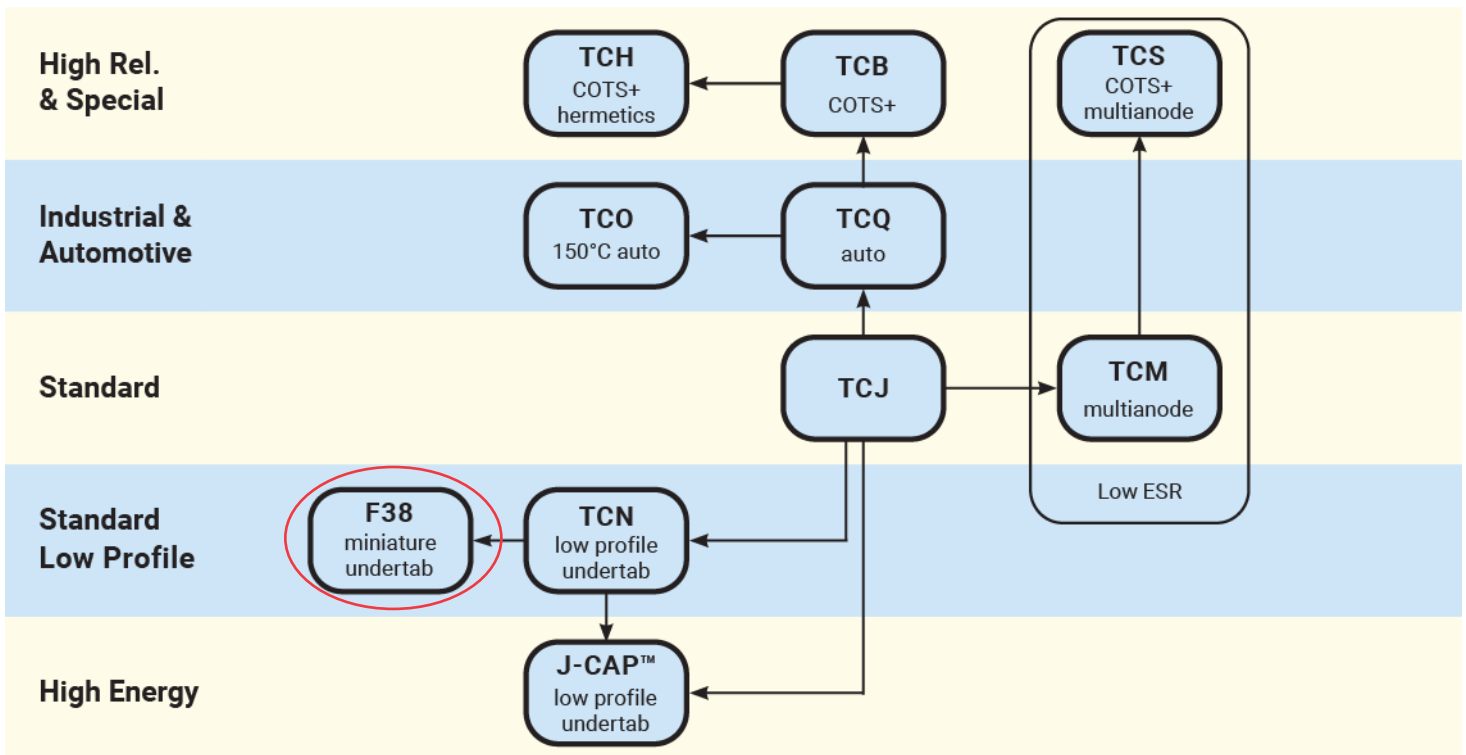 High Rel.
& Special
TCH
COTS+
hermetics
TCB
COTS+
TCS
COTS+
multianode
Industrial &
Automotive
TCO
150°C auto
TCQ
auto
Standard
TCJ
TCM
multianode
Low ESR
Standard
Low Profile
F38
miniature
undertab
TCN
low profile
undertab
High Energy
J-CAP™
low profile
undertab